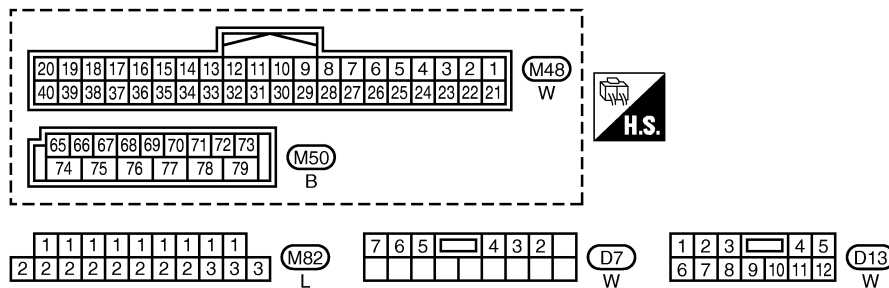 20 19 18 17 16 15 14 13 12 11 10 9 8 7 6 5 4 3 2 1
40 39 38 37 36 35 34 33 32 31 30 29 28 27 26 25 24 23 22 21
M48
W
H.S.
65 66 67 68 69 70 71 72 73
74 75 76 77 78 79
M50
B
1 1 1 1 1 1 1 1 1
2 2 2 2 2 2 2 2 3 3 3
M82
L
7 6 5 4 3 2
D7
W
1 2 3 4 5
6 7 8 9 10 11 12
D13
W